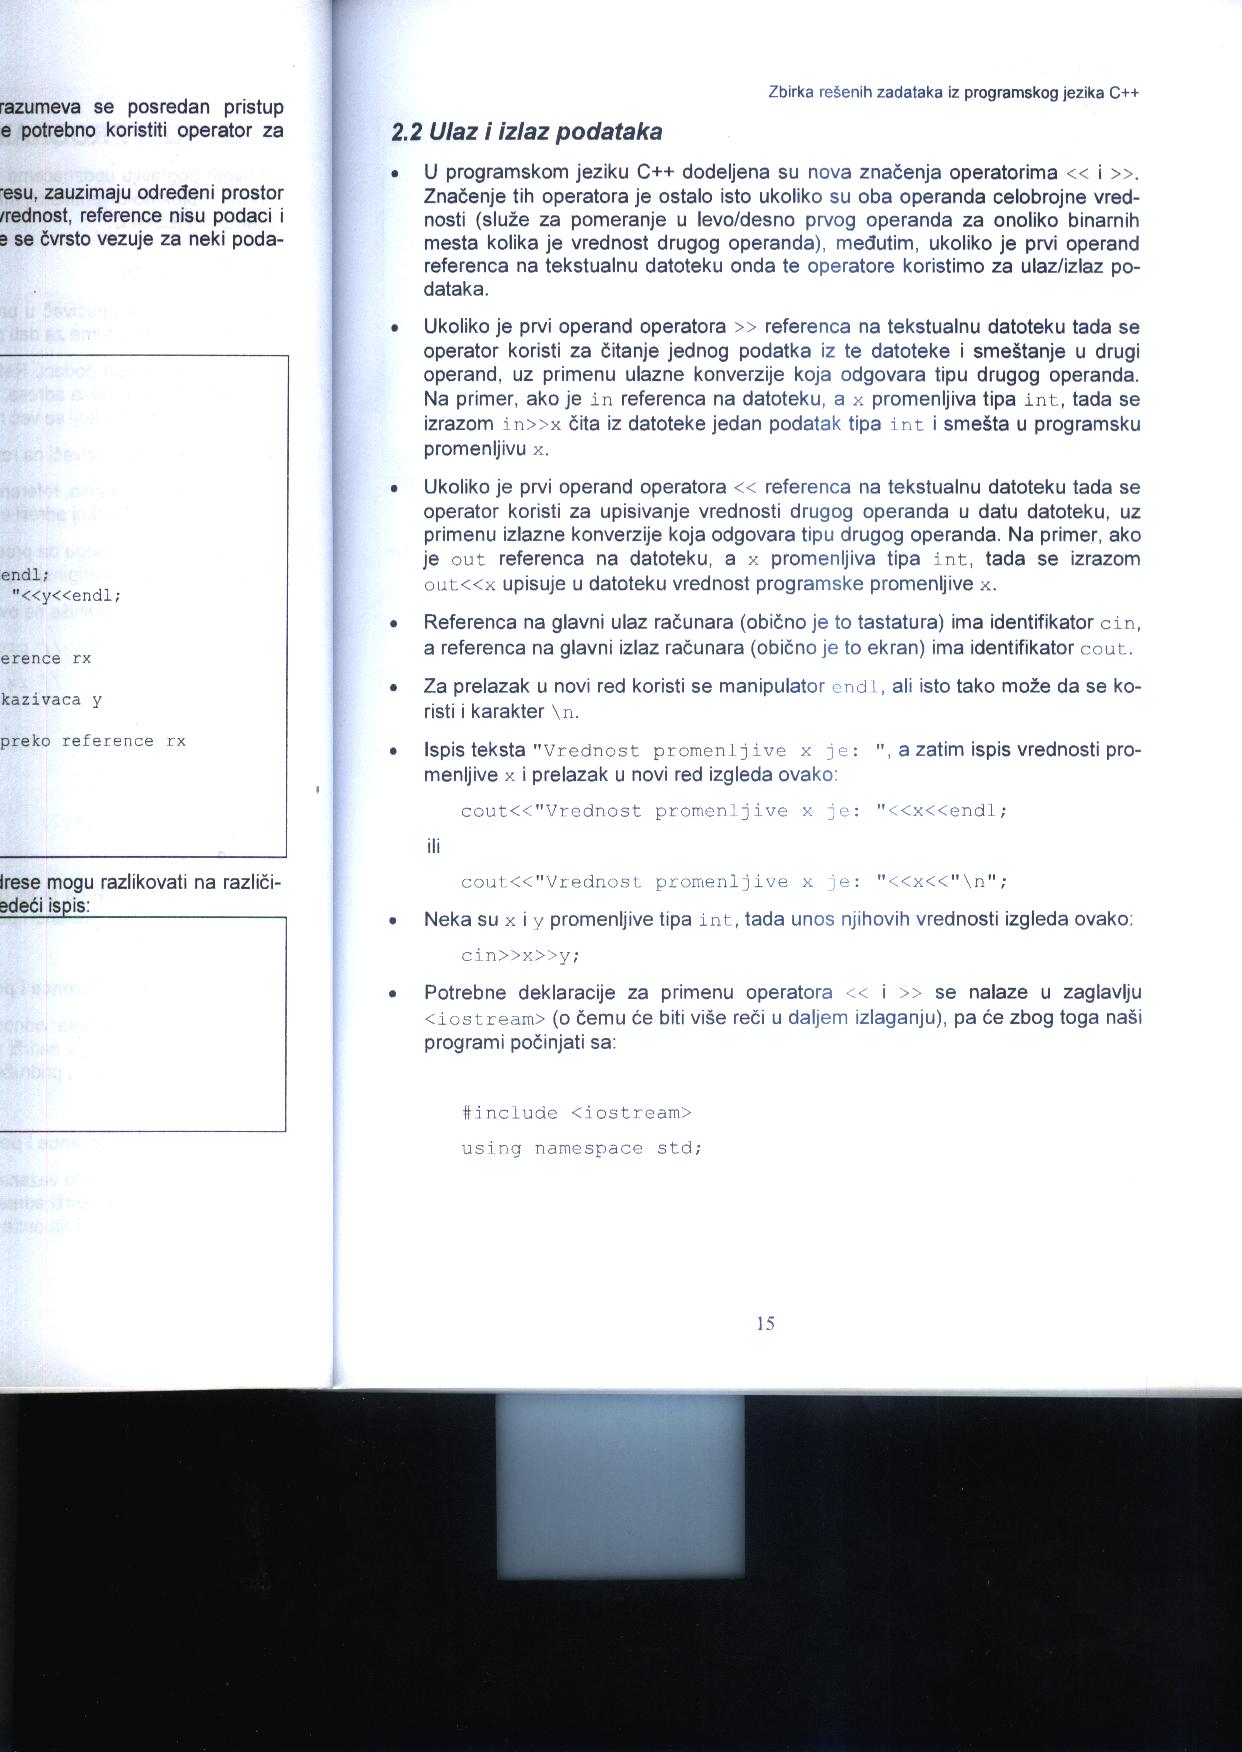 razumeva se posredan pristup
e potrebno koristiti operator za
resu, zauzimaju određeni prostor
vrednost, reference nisu podaci i
e se čvrsto vezuje za neki poda-
endl;
"<<y<<endl;
erence rx
kazivaca y
preko reference rx
drese mogu razlikovati na različi-
edeći ispis:
Zbirka rešenih zadataka iz programskog jezika C++
2.2 Ulaz i izlaz podataka
• U programskom jeziku C++ dodeljena su nova značenja operatorima << i >>.
Značenje tih operatora je ostalo isto ukoliko su oba operanda celobrojne vred-
nosti (služe za pomeranje u levo/desno prvog operanda za onoliko binarnih
mesta kolika je vrednost drugog operanda), međutim, ukoliko je prvi operand
referenca na tekstualnu datoteku onda te operatore koristimo za ulaz/izlaz po-
dataka.
• Ukoliko je prvi operand operatora >> referenca na tekstualnu datoteku tada se
operator koristi za čitanje jednog podatka iz te datoteke i smeštanje u drugi
operand, uz primenu ulazne konverzije koja odgovara tipu drugog operanda.
Na primer, ako je in referenca na datoteku, a x promenljiva tipa int, tada se
izrazom in>>x čita iz datoteke jedan podatak tipa int i smešta u programsku
promenljivu x.
• Ukoliko je prvi operand operatora << referenca na tekstualnu datoteku tada se
operator koristi za upisivanje vrednosti drugog operanda u datu datoteku, uz
primenu izlazne konverzije koja odgovara tipu drugog operanda. Na primer, ako
je out referenca na datoteku, a x promenljiva tipa int, tada se izrazom
out<<x upisuje u datoteku vrednost programske promenljive x.
• Referenca na glavni ulaz računara (obično je to tastatura) ima identifikator cin,
a referenca na glavni izlaz računara (obično je to ekran) ima identifikator cout.
• Za prelazak u novi red koristi se manipulator endl, ali isto tako može da se ko-
risti i karakter \n.
• Ispis teksta "Vrednost promenljive x je: ", a zatim ispis vrednosti pro-
menljive x i prelazak u novi red izgleda ovako:
cout<<"Vrednost promenljive x je: "<<x<<endl;
ili
cout<<"Vrednost promenljive x je: "<<x<<"\n";
• Neka su x i y promenljive tipa int, tada unos njihovih vrednosti izgleda ovako:
cin>>x>>y;
• Potrebne deklaracije za primenu operatora << i >> se nalaze u zaglavlju
<iostream> (o čemu će biti više reči u daljem izlaganju), pa će zbog toga naši
programi počinjati sa:
#include <iostream>
using namespace std;
15